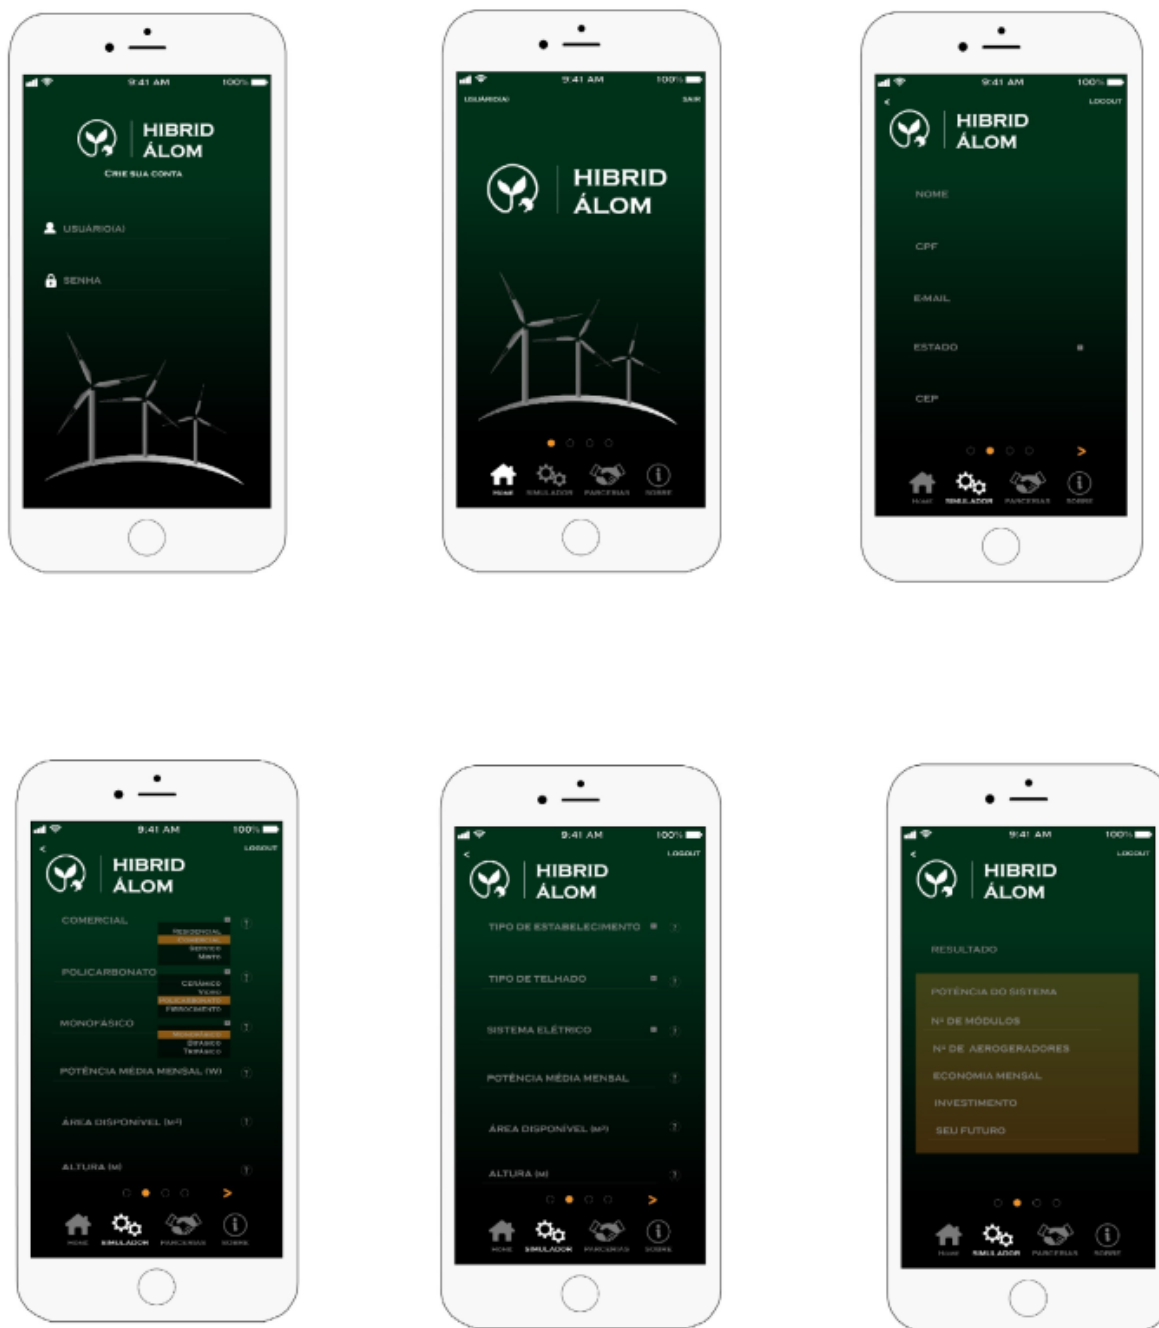 9:41 AM 100%
HIBRID
ÁLOM
CRIE SUA CONTA
USUÁRIO(A)
SENHA
9:41 AM 100%
USUÁRIO(A) SAIR
HIBRID
ÁLOM
HOME SIMULADOR PARCERIAS SOBRE
9:41 AM 100%
< LOGOUT
HIBRID
ÁLOM
NOME
CPF
E-MAIL
ESTADO
CEP
>
HOME SIMULADOR PARCERIAS SOBRE
9:41 AM 100%
< LOGOUT
HIBRID
ÁLOM
COMERCIAL ?
RESIDENCIAL
COMERCIAL
SERVIÇO
MISTO
POLICARBONATO ?
CERÂMICO
VIDRO
POLICARBONATO
FIBROCIMENTO
MONOFÁSICO ?
MONOFÁSICO
BIFÁSICO
TRIFÁSICO
POTÊNCIA MÉDIA MENSAL (W) ?
ÁREA DISPONÍVEL (M²) ?
ALTURA (M) ?
>
HOME SIMULADOR PARCERIAS SOBRE
9:41 AM 100%
< LOGOUT
HIBRID
ÁLOM
TIPO DE ESTABELECIMENTO ?
TIPO DE TELHADO ?
SISTEMA ELÉTRICO ?
POTÊNCIA MÉDIA MENSAL ?
ÁREA DISPONÍVEL (M²) ?
ALTURA (M) ?
>
HOME SIMULADOR PARCERIAS SOBRE
9:41 AM 100%
< LOGOUT
HIBRID
ÁLOM
RESULTADO
POTÊNCIA DO SISTEMA
Nº DE MÓDULOS
Nº DE AEROGERADORES
ECONOMIA MENSAL
INVESTIMENTO
SEU FUTURO
HOME SIMULADOR PARCERIAS SOBRE